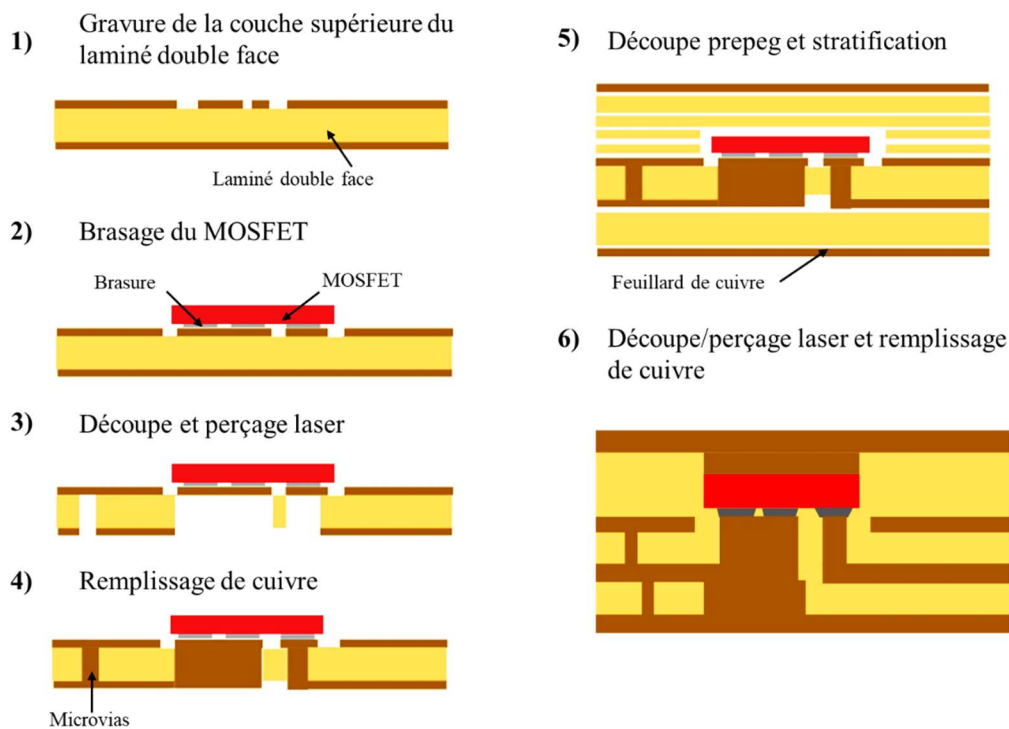 1) Gravure de la couche supérieure du
laminé double face
Laminé double face
2) Brasage du MOSFET
Brasure
MOSFET
3) Découpe et perçage laser
4) Remplissage de cuivre
Microvias
5) Découpe prepeg et stratification
Feuillard de cuivre
6) Découpe/perçage laser et remplissage
de cuivre